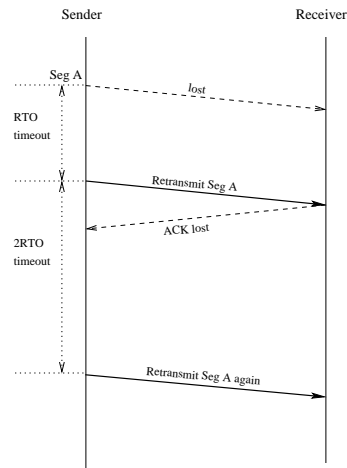 Sender
Receiver
Seg A
lost
RTO
timeout
Retransmit Seg A
ACK lost
2RTO
timeout
Retransmit Seg A again